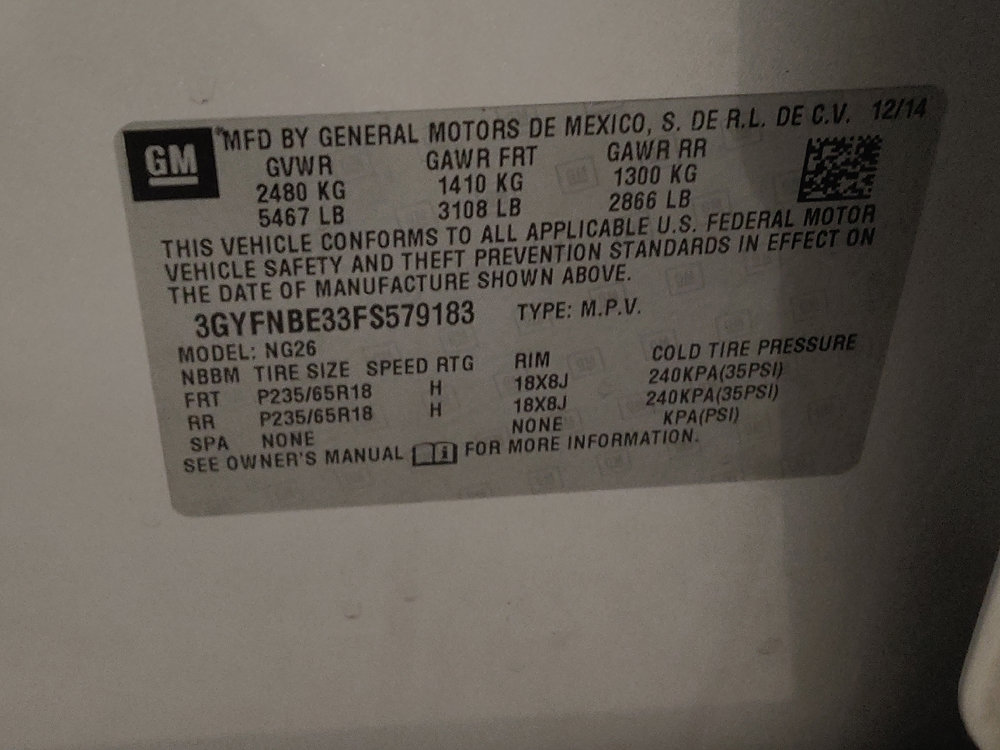 GM
MFD BY GENERAL MOTORS DE MEXICO, S. DE R.L. DE C.V. 12/14
GVWR GAWR FRT GAWR RR
2480 KG 1410 KG 1300 KG
5467 LB 3108 LB 2866 LB
THIS VEHICLE CONFORMS TO ALL APPLICABLE U.S. FEDERAL MOTOR
VEHICLE SAFETY AND THEFT PREVENTION STANDARDS IN EFFECT ON
THE DATE OF MANUFACTURE SHOWN ABOVE.
3GYFNBE33FS579183 TYPE: M.P.V.
MODEL: NG26
NBBM TIRE SIZE SPEED RTG RIM COLD TIRE PRESSURE
FRT P235/65R18 H 18X8J 240KPA(35PSI)
RR P235/65R18 H 18X8J 240KPA(35PSI)
SPA NONE NONE KPA(PSI)
SEE OWNER'S MANUAL FOR MORE INFORMATION.